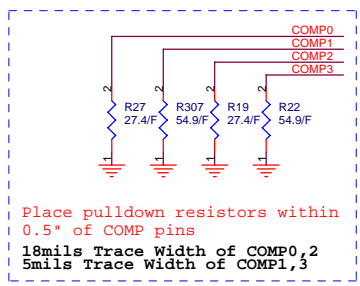 COMP0
COMP1
COMP2
COMP3
2 2 2 2
R27 R307 R19 R22
27.4/F 54.9/F 27.4/F 54.9/F
1 1 1 1
Place pulldown resistors within
0.5" of COMP pins
18mils Trace Width of COMP0,2
5mils Trace Width of COMP1,3